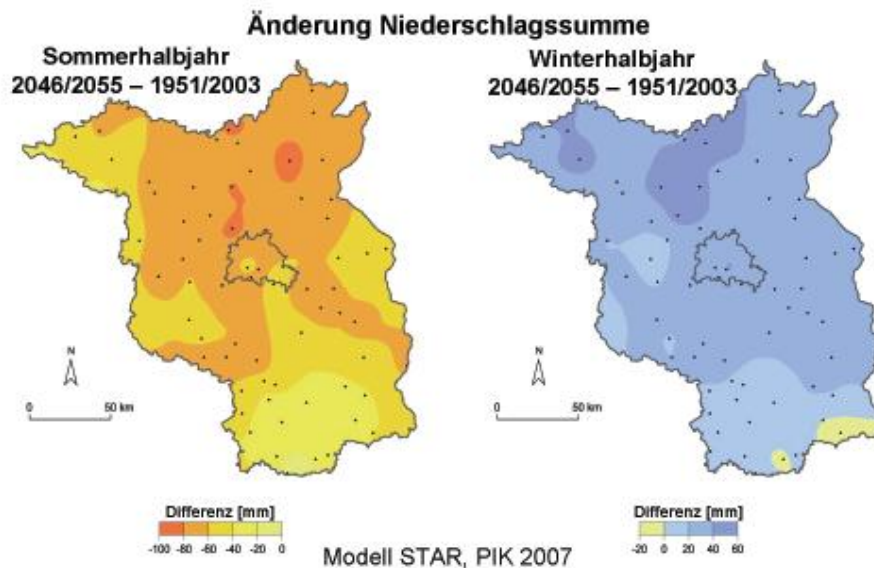 Änderung Niederschlagssumme
Sommerhalbjahr
2046/2055 – 1951/2003
Winterhalbjahr
2046/2055 – 1951/2003
N
0 50 km
N
0 50 km
Differenz [mm]
-100 -80 -60 -40 -20 0
Differenz [mm]
-20 0 20 40 60
Modell STAR, PIK 2007